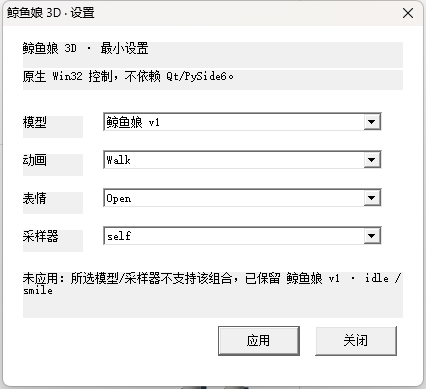 鲸鱼娘 3D · 设置
鲸鱼娘 3D · 最小设置
原生 Win32 控制，不依赖 Qt/PySide6。
模型 鲸鱼娘 v1
动画 Walk
表情 Open
采样器 self
未应用: 所选模型/采样器不支持该组合，已保留 鲸鱼娘 v1 · idle /
smile
应用 关闭